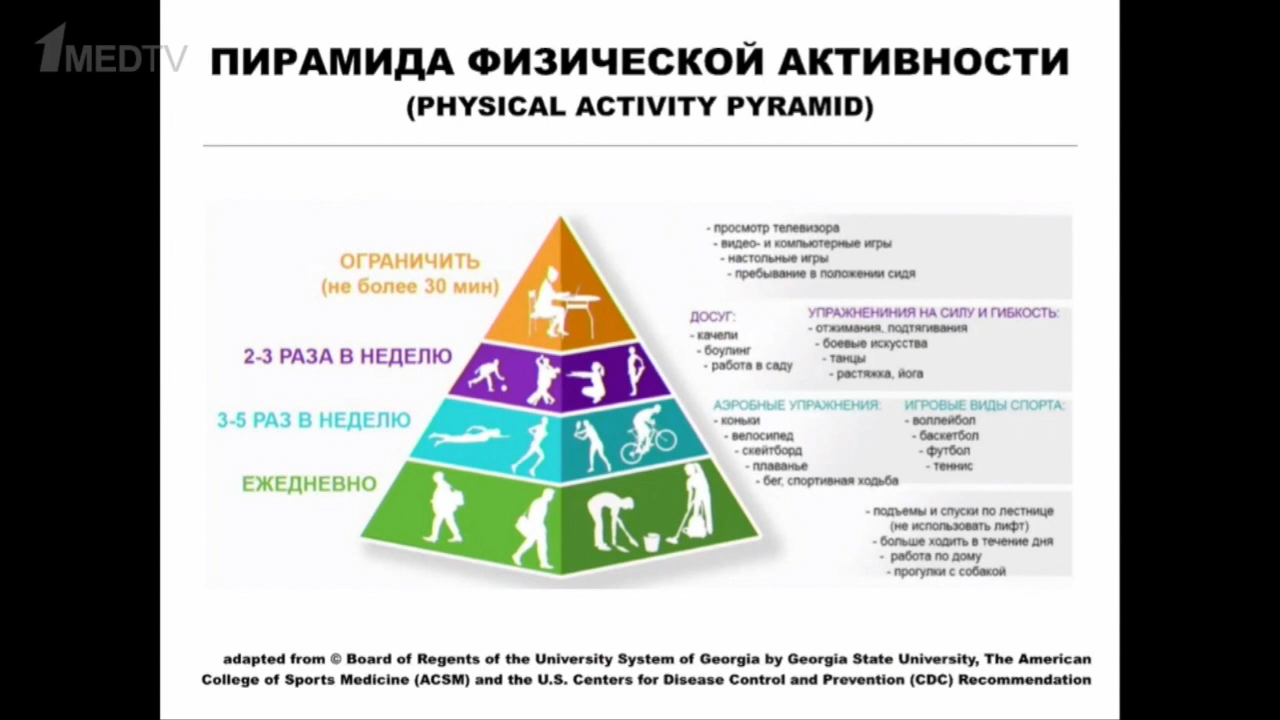 1MEDTV
ПИРАМИДА ФИЗИЧЕСКОЙ АКТИВНОСТИ
(PHYSICAL ACTIVITY PYRAMID)
ОГРАНИЧИТЬ
(не более 30 мин)
- просмотр телевизора
- видео- и компьютерные игры
- настольные игры
- пребывание в положении сидя
2-3 РАЗА В НЕДЕЛЮ
ДОСУГ:
- качели
- боулинг
- работа в саду
УПРАЖНЕНИНИЯ НА СИЛУ И ГИБКОСТЬ:
- отжимания, подтягивания
- боевые искусства
- танцы
- растяжка, йога
3-5 РАЗ В НЕДЕЛЮ
АЭРОБНЫЕ УПРАЖНЕНИЯ:
- коньки
- велосипед
- скейтборд
- плаванье
- бег, спортивная ходьба
ИГРОВЫЕ ВИДЫ СПОРТА:
- воллейбол
- баскетбол
- футбол
- теннис
ЕЖЕДНЕВНО
- подъемы и спуски по лестнице
(не использовать лифт)
- больше ходить в течение дня
- работа по дому
- прогулки с собакой
adapted from © Board of Regents of the University System of Georgia by Georgia State University, The American
College of Sports Medicine (ACSM) and the U.S. Centers for Disease Control and Prevention (CDC) Recommendation